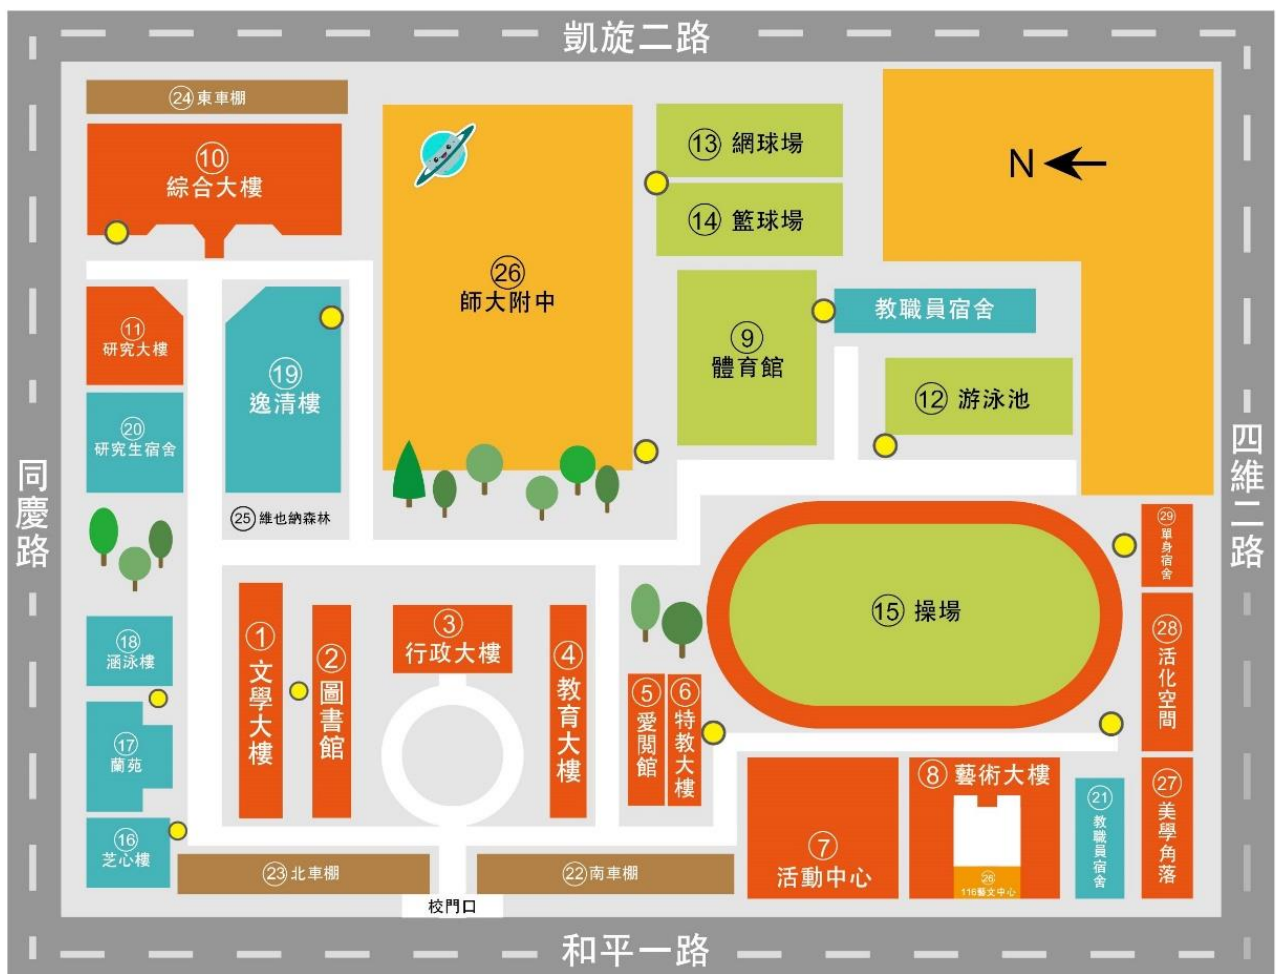 凱旋二路
㉔東車棚
⑩
綜合大樓
⑬ 網球場
⑭ 籃球場
N
㉖
師大附中
⑪
研究大樓
⑲
逸清樓
⑨
體育館
教職員宿舍
⑫ 游泳池
⑳
研究生宿舍
㉕維也納森林
同慶路
四維二路
㉙單身宿舍
⑮ 操場
㉘活化空間
⑱
涵泳樓
⑰
蘭苑
⑯
芝心樓
①文學大樓
②圖書館
③
行政大樓
④教育大樓
⑤愛閱館
⑥特教大樓
⑦
活動中心
⑧ 藝術大樓
㉖
116藝文中心
㉑教職員宿舍
㉗美學角落
㉓北車棚
㉒南車棚
校門口
和平一路